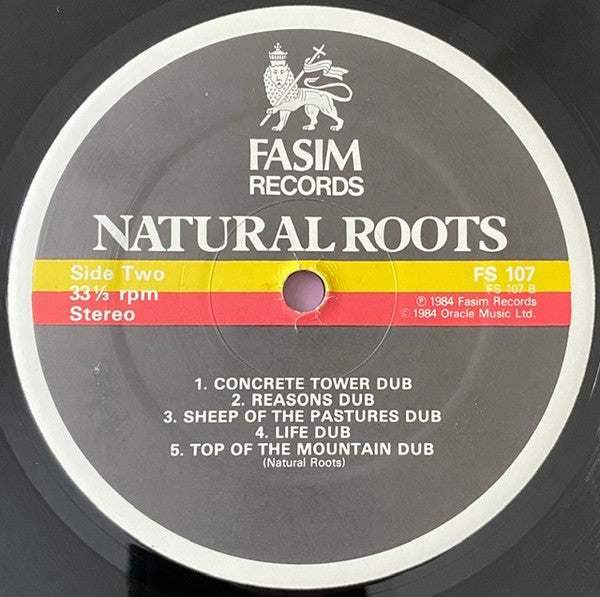 FASIM
RECORDS
NATURAL ROOTS
Side Two
33⅓ rpm
Stereo
FS 107
FS 107 B
℗ 1984 Fasim Records
© 1984 Oracle Music Ltd.
1. CONCRETE TOWER DUB
2. REASONS DUB
3. SHEEP OF THE PASTURES DUB
4. LIFE DUB
5. TOP OF THE MOUNTAIN DUB
(Natural Roots)